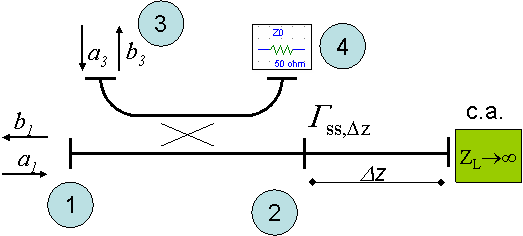 3
a3 b3
Z0
50 ohm
4
b1
a1
Γss,Δz
c.a.
ZL→∞
Δz
1
2